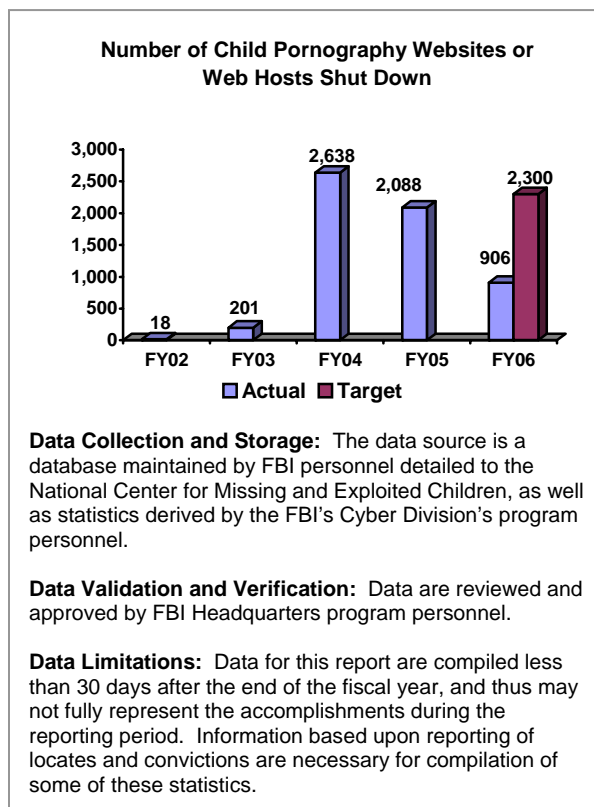 Number of Child Pornography Websites or
Web Hosts Shut Down
3,000
2,500
2,000
1,500
1,000
500
0
18
201
2,638
2,088
906
2,300
FY02 FY03 FY04 FY05 FY06
Actual Target
Data Collection and Storage: The data source is a
database maintained by FBI personnel detailed to the
National Center for Missing and Exploited Children, as well
as statistics derived by the FBI’s Cyber Division’s program
personnel.
Data Validation and Verification: Data are reviewed and
approved by FBI Headquarters program personnel.
Data Limitations: Data for this report are compiled less
than 30 days after the end of the fiscal year, and thus may
not fully represent the accomplishments during the
reporting period. Information based upon reporting of
locates and convictions are necessary for compilation of
some of these statistics.